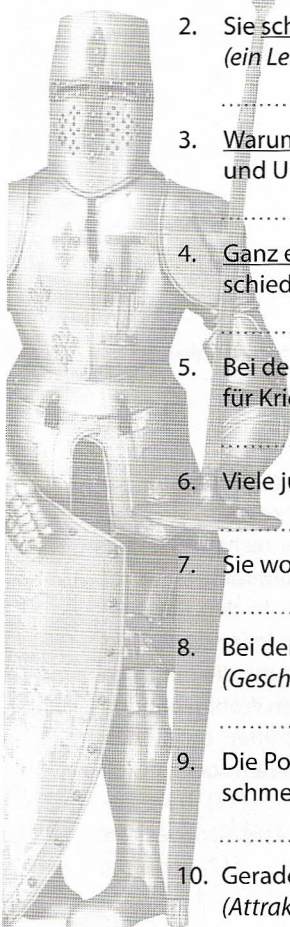 2. Sie sch
(ein Le
3. Warum
und U
4. Ganz e
schied
5. Bei de
für Krie
6. Viele ju
7. Sie wo
8. Bei der
(Gesch
9. Die Po
schme
10. Gerade
(Attrak